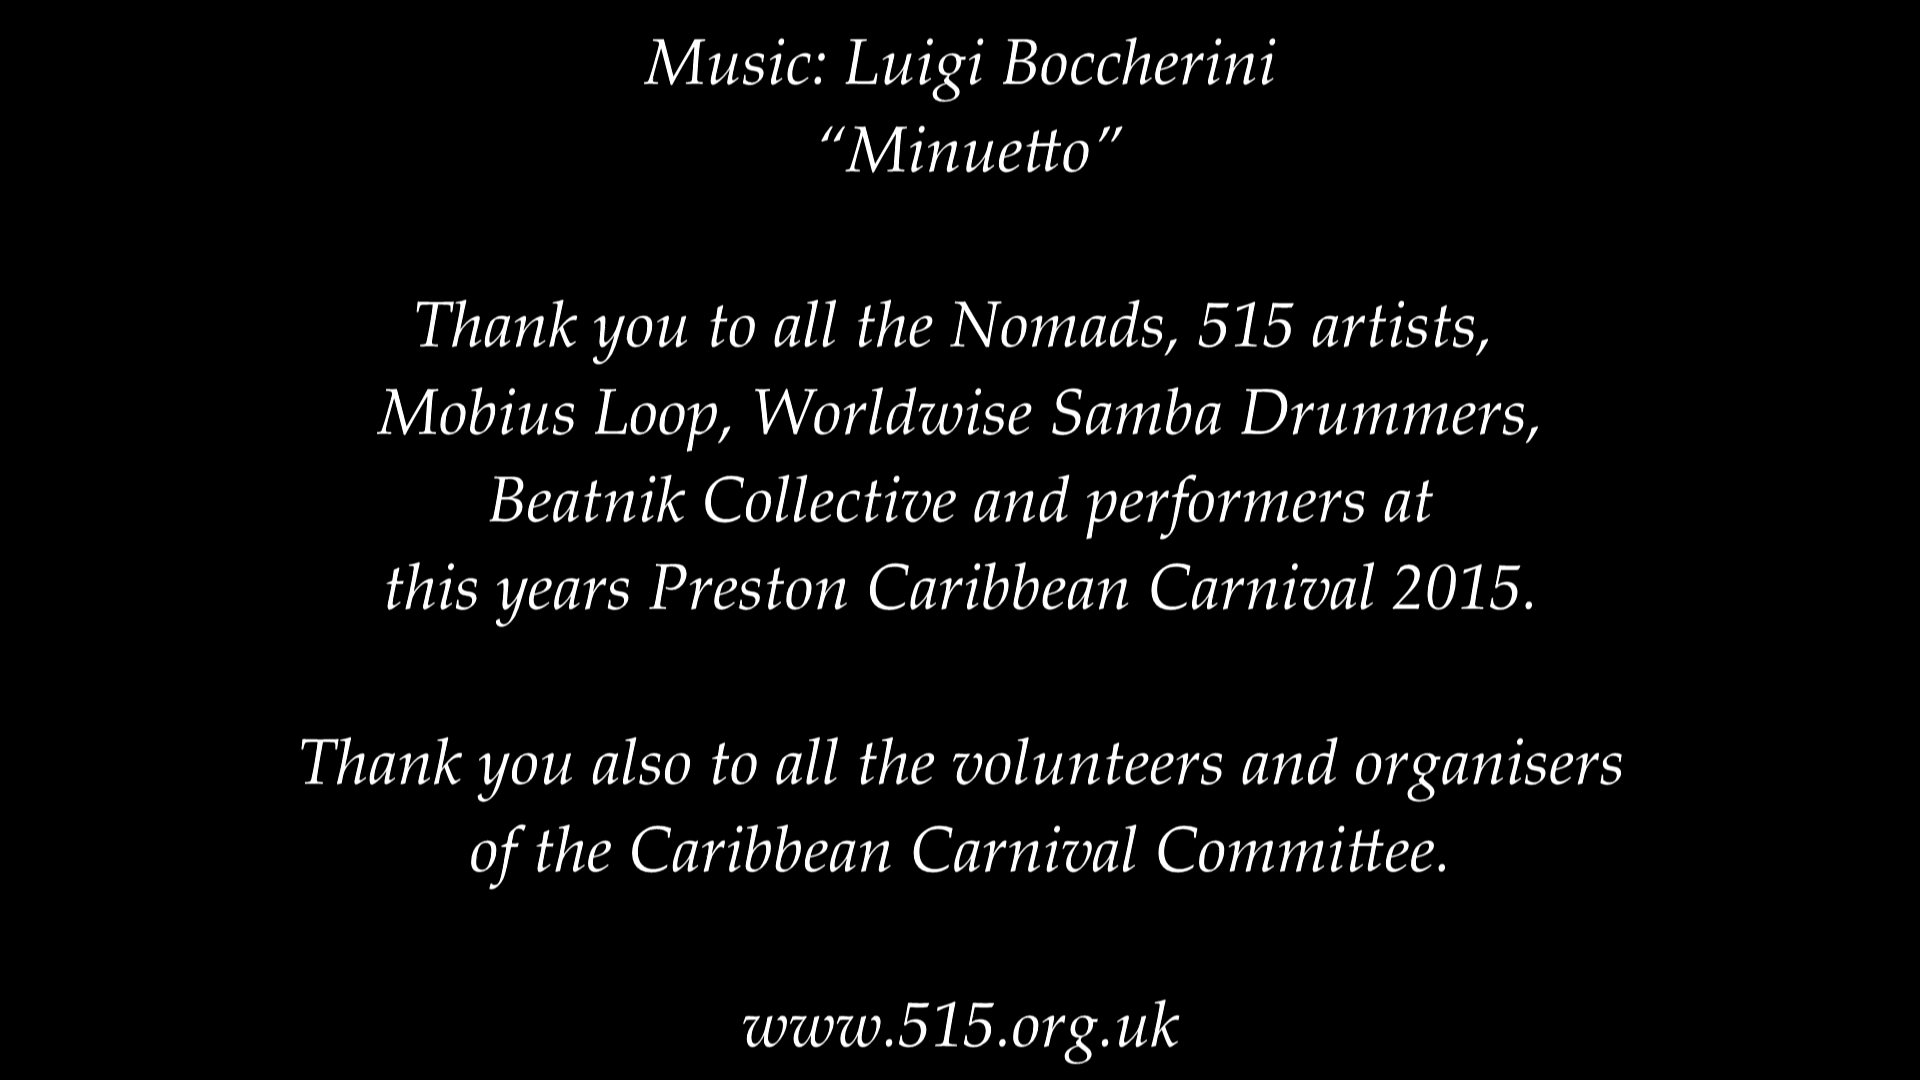 Music: Luigi Boccherini
“Minuetto”
Thank you to all the Nomads, 515 artists,
Mobius Loop, Worldwise Samba Drummers,
Beatnik Collective and performers at
this years Preston Caribbean Carnival 2015.
Thank you also to all the volunteers and organisers
of the Caribbean Carnival Committee.
www.515.org.uk